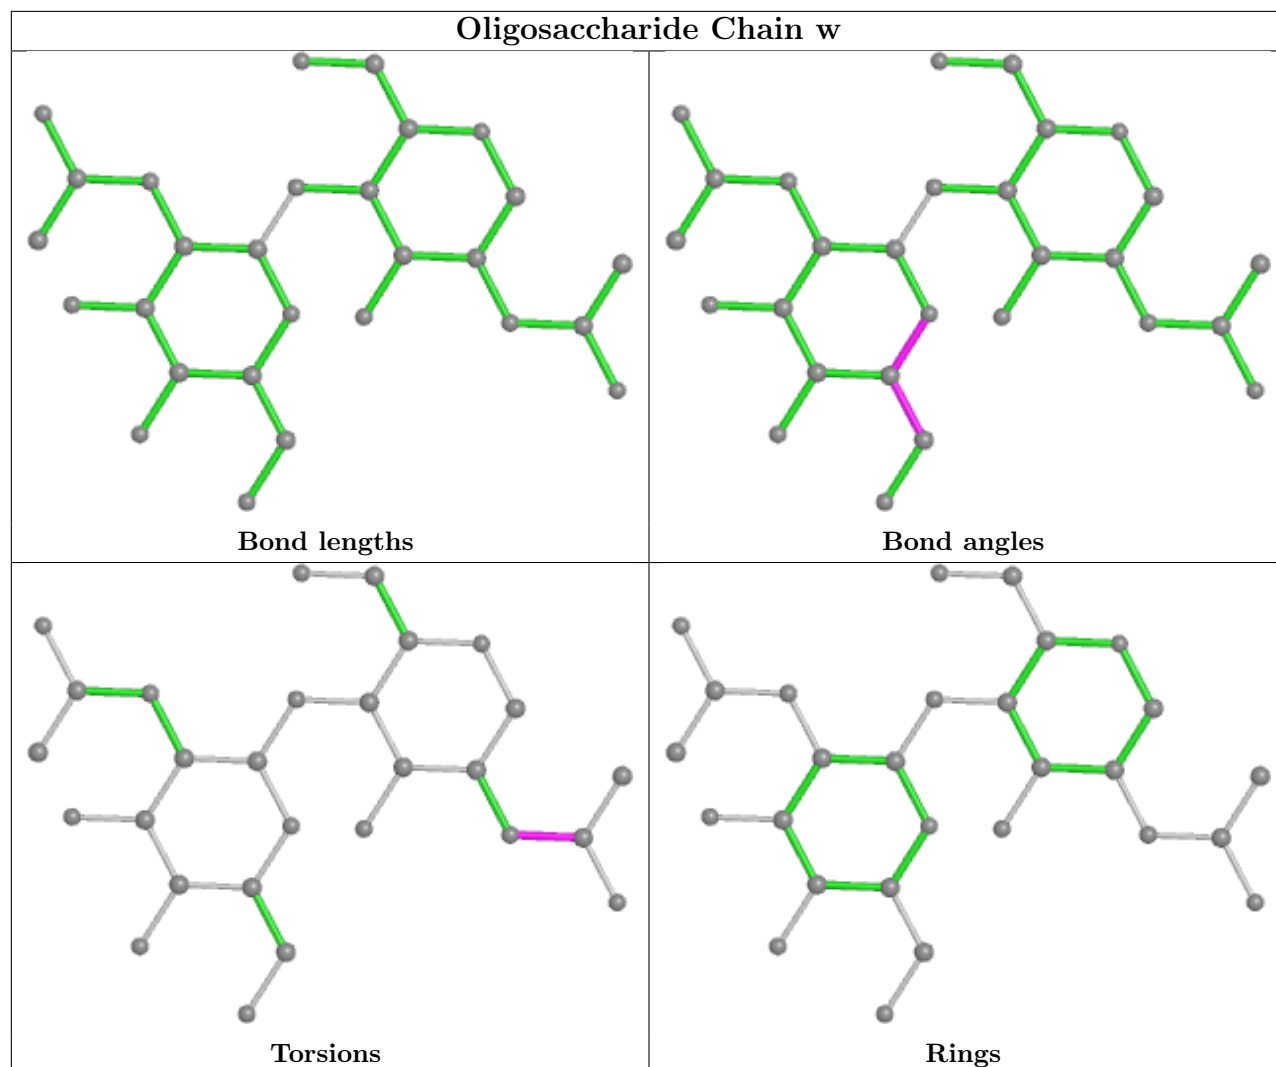 Oligosaccharide Chain w
Bond lengths
Bond angles
Torsions
Rings